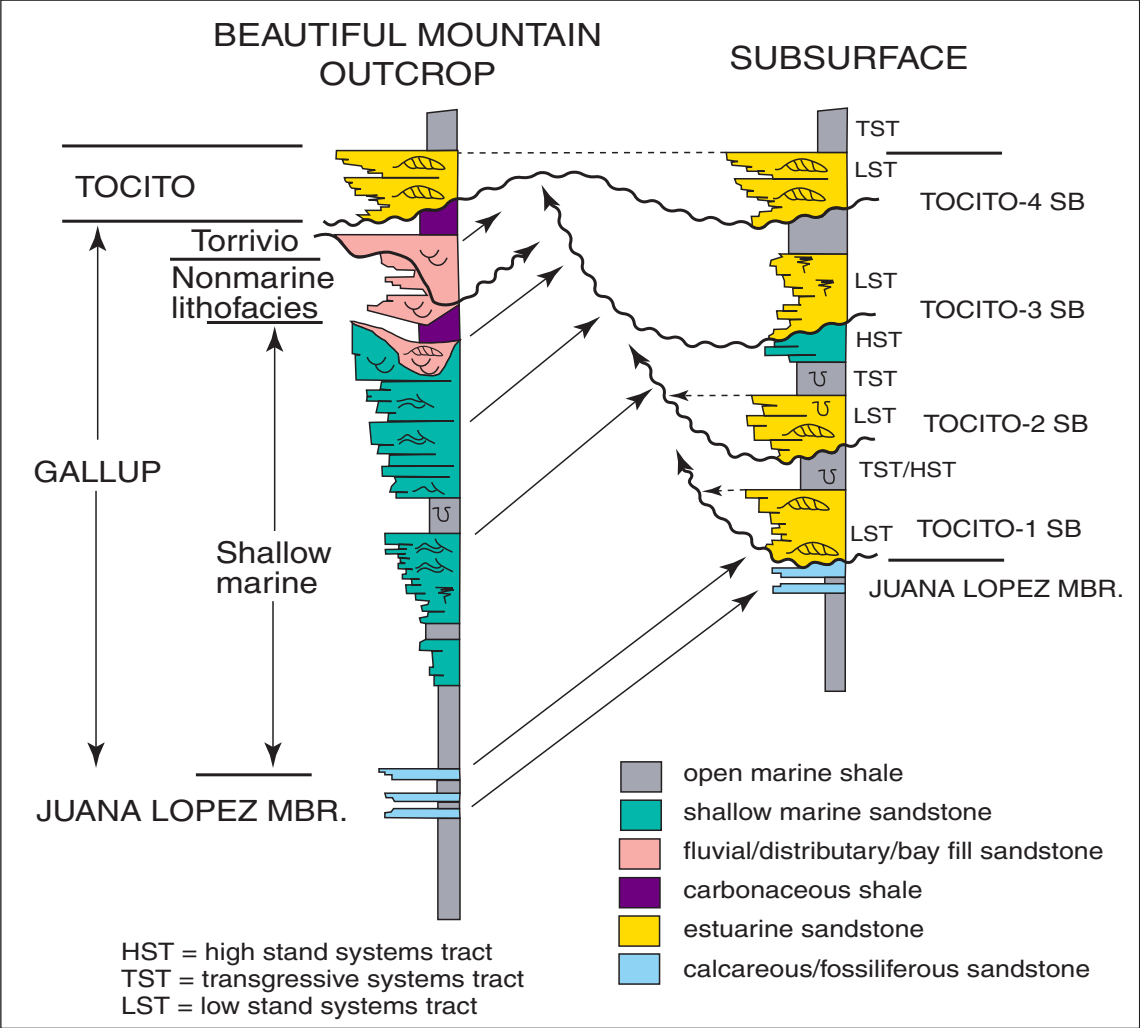 BEAUTIFUL MOUNTAIN
OUTCROP
SUBSURFACE
TOCITO
Torrivio
Nonmarine
lithofacies
GALLUP
Shallow
marine
JUANA LOPEZ MBR.
TST
LST
TOCITO-4 SB
LST
TOCITO-3 SB
HST
TST
LST
TOCITO-2 SB
TST/HST
LST
TOCITO-1 SB
JUANA LOPEZ MBR.
open marine shale
shallow marine sandstone
fluvial/distributary/bay fill sandstone
carbonaceous shale
estuarine sandstone
calcareous/fossiliferous sandstone
HST = high stand systems tract
TST = transgressive systems tract
LST = low stand systems tract